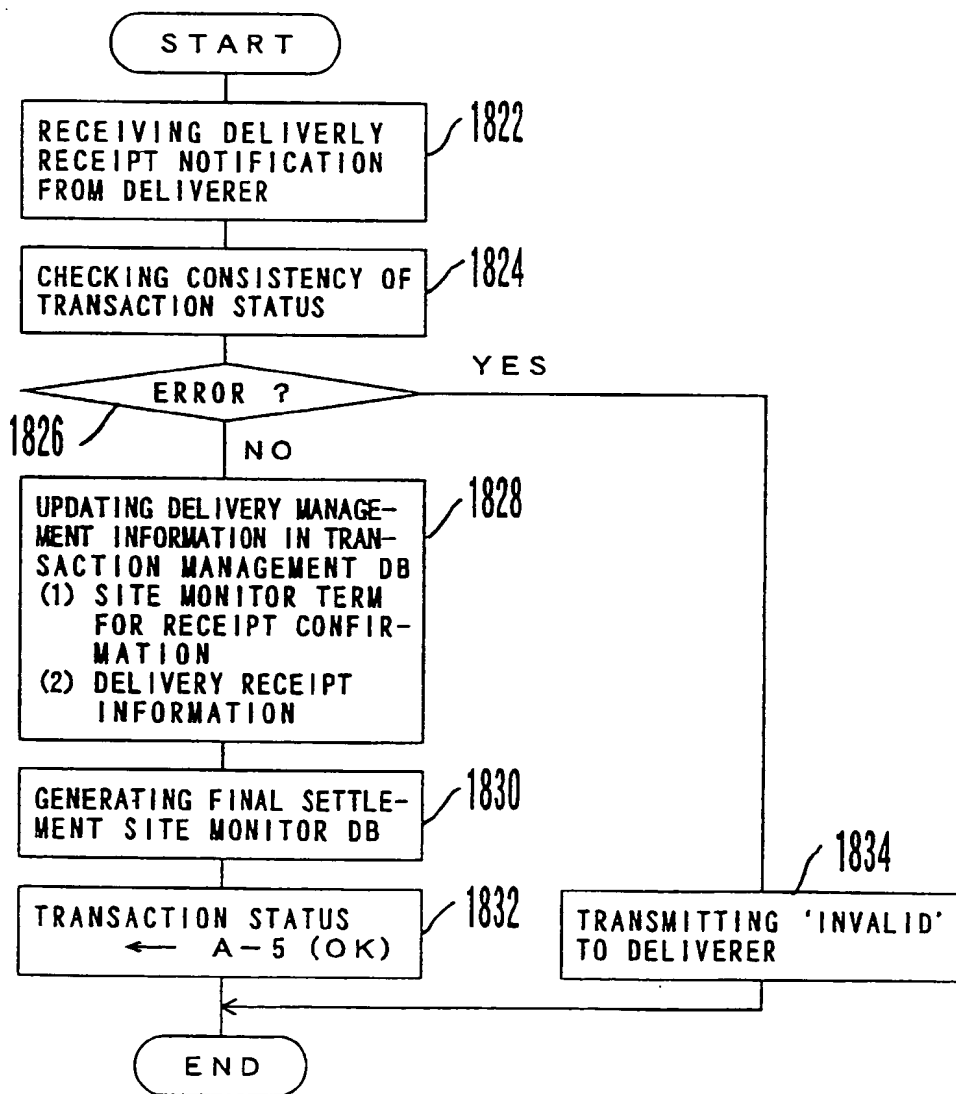 START
RECEIVING DELIVERLY
RECEIPT NOTIFICATION
FROM DELIVERER
1822
CHECKING CONSISTENCY OF
TRANSACTION STATUS
1824
ERROR ?
YES
1826
NO
UPDATING DELIVERY MANAGE-
MENT INFORMATION IN TRAN-
SACTION MANAGEMENT DB
(1) SITE MONITOR TERM
FOR RECEIPT CONFIR-
MATION
(2) DELIVERY RECEIPT
INFORMATION
1828
GENERATING FINAL SETTLE-
MENT SITE MONITOR DB
1830
TRANSACTION STATUS
← A-5 (OK)
1832
1834
TRANSMITTING 'INVALID'
TO DELIVERER
END